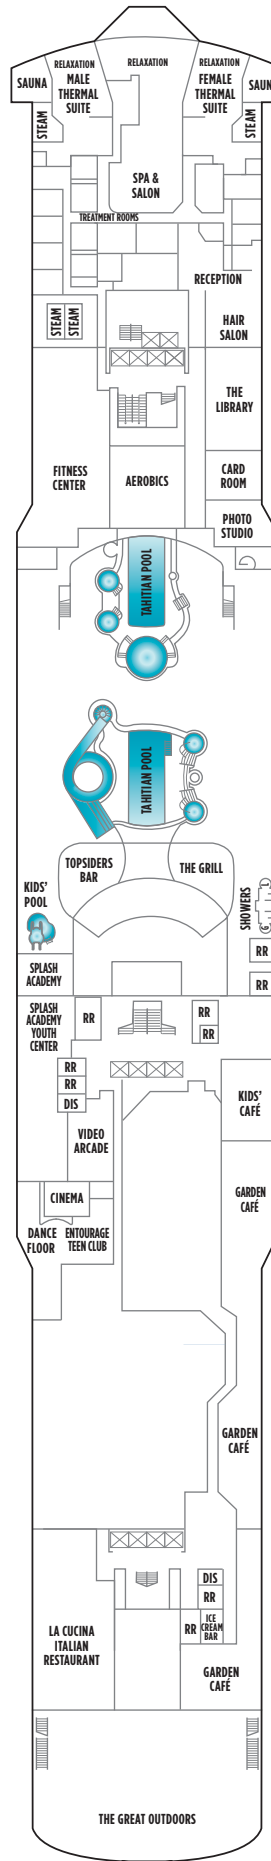 RELAXATION
RELAXATION
RELAXATION
SAUNA
MALE
THERMAL
SUITE
FEMALE
THERMAL
SUITE
SAUNA
STEAM
STEAM
SPA &
SALON
TREATMENT ROOMS
RECEPTION
STEAM
STEAM
HAIR
SALON
THE
LIBRARY
FITNESS
CENTER
AEROBICS
CARD
ROOM
PHOTO
STUDIO
TAHITIAN POOL
TAHITIAN POOL
TOPSIDERS
BAR
THE GRILL
KIDS'
POOL
SHOWERS
L
G
RR
SPLASH
ACADEMY
RR
SPLASH
ACADEMY
YOUTH
CENTER
RR
RR
RR
RR
RR
DIS
KIDS'
CAFÉ
VIDEO
ARCADE
CINEMA
GARDEN
CAFÉ
DANCE
FLOOR
ENTOURAGE
TEEN CLUB
GARDEN
CAFÉ
DIS
RR
LA CUCINA
ITALIAN
RESTAURANT
RR
ICE
CREAM
BAR
GARDEN
CAFÉ
THE GREAT OUTDOORS